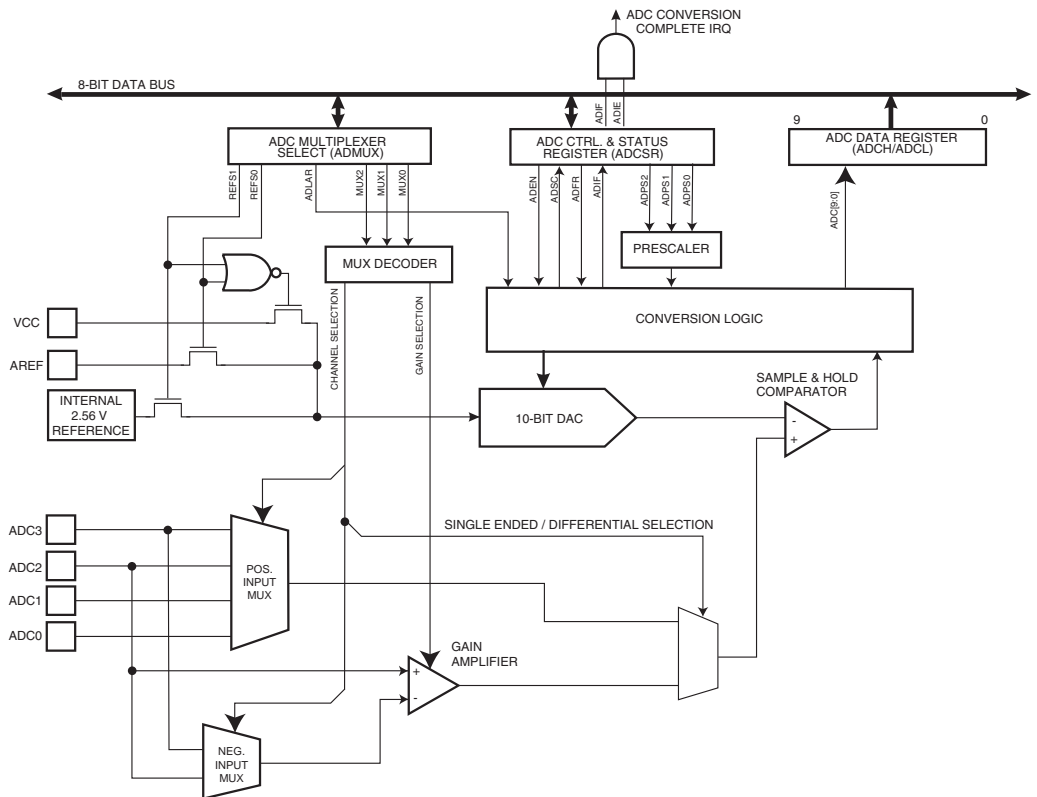 ADC CONVERSION
COMPLETE IRQ
8-BIT DATA BUS
ADIF
ADIE
9
0
ADC MULTIPLEXER
SELECT (ADMUX)
ADC CTRL. & STATUS
REGISTER (ADCSR)
ADC DATA REGISTER
(ADCH/ADCL)
REFS1
REFS0
ADLAR
MUX2
MUX1
MUX0
ADEN
ADSC
ADFR
ADIF
ADPS2
ADPS1
ADPS0
ADC[9:0]
PRESCALER
MUX DECODER
CHANNEL SELECTION
GAIN SELECTION
CONVERSION LOGIC
VCC
AREF
INTERNAL
2.56 V
REFERENCE
10-BIT DAC
SAMPLE & HOLD
COMPARATOR
-
+
ADC3
ADC2
ADC1
ADC0
SINGLE ENDED / DIFFERENTIAL SELECTION
POS.
INPUT
MUX
GAIN
AMPLIFIER
+
-
NEG.
INPUT
MUX